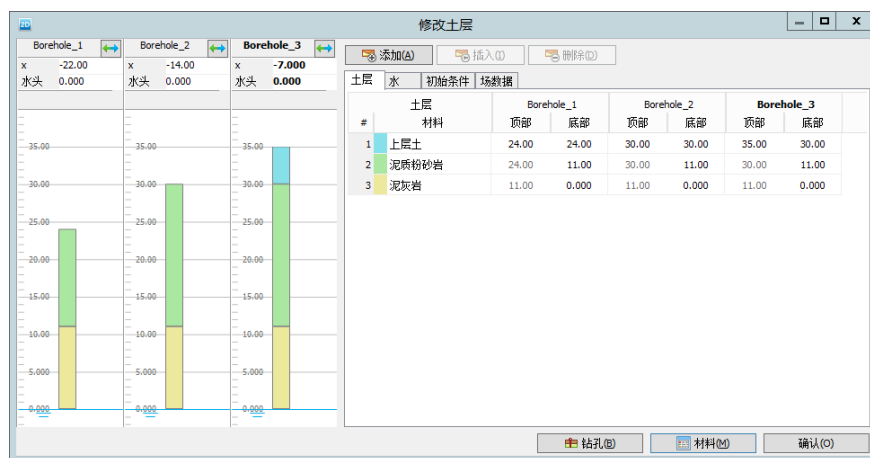 修改土层
Borehole_1 Borehole_2 Borehole_3
x -22.00 x -14.00 x -7.000
水头 0.000 水头 0.000 水头 0.000
添加(A) 插入(I) 删除(D)
土层 水 初始条件 场数据
土层 Borehole_1 Borehole_2 Borehole_3
# 材料 顶部 底部 顶部 底部 顶部 底部
1 上层土 24.00 24.00 30.00 30.00 35.00 30.00
2 泥质粉砂岩 24.00 11.00 30.00 11.00 30.00 11.00
3 泥灰岩 11.00 0.000 11.00 0.000 11.00 0.000
35.00 35.00 35.00
30.00 30.00 30.00
25.00 25.00 25.00
20.00 20.00 20.00
15.00 15.00 15.00
10.00 10.00 10.00
5.000 5.000 5.000
0.000 0.000 0.000
钻孔(B) 材料(M) 确认(O)